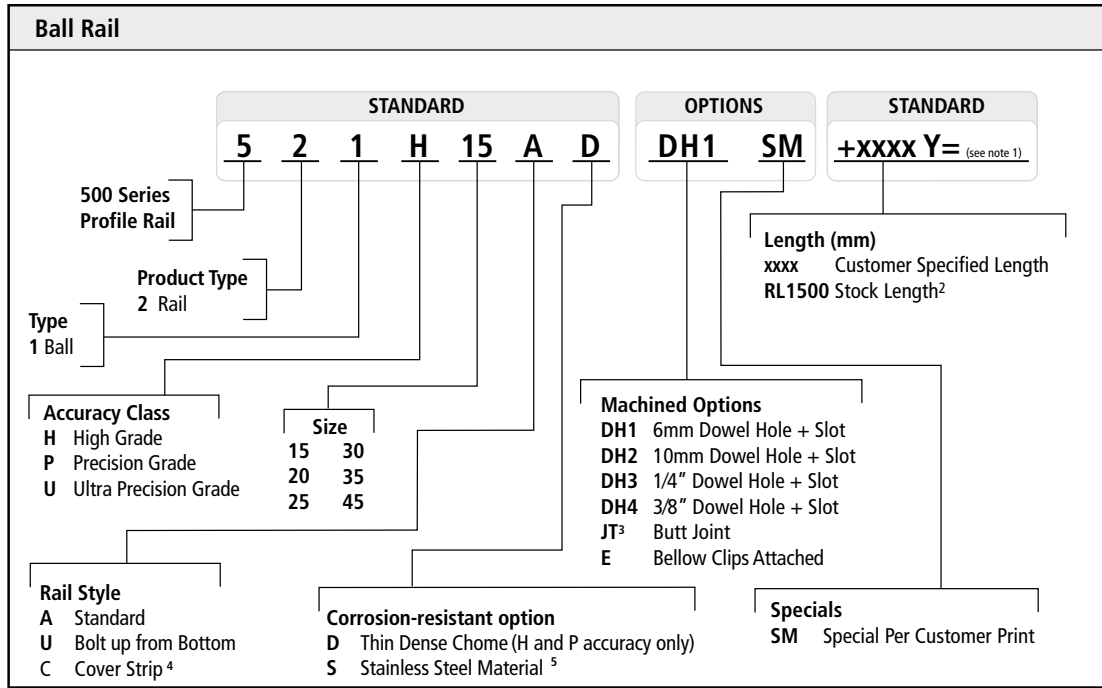 Ball Rail
STANDARD
OPTIONS
STANDARD
5 2 1 H 15 A D
DH1 SM
+xxxx Y= (see note 1)
500 Series
Profile Rail
Product Type
2 Rail
Type
1 Ball
Length (mm)
xxxx Customer Specified Length
RL1500 Stock Length2
Accuracy Class
H High Grade
P Precision Grade
U Ultra Precision Grade
Size
15 30
20 35
25 45
Machined Options
DH1 6mm Dowel Hole + Slot
DH2 10mm Dowel Hole + Slot
DH3 1/4" Dowel Hole + Slot
DH4 3/8" Dowel Hole + Slot
JT3 Butt Joint
E Bellow Clips Attached
Rail Style
A Standard
U Bolt up from Bottom
C Cover Strip 4
Corrosion-resistant option
D Thin Dense Chome (H and P accuracy only)
S Stainless Steel Material 5
Specials
SM Special Per Customer Print